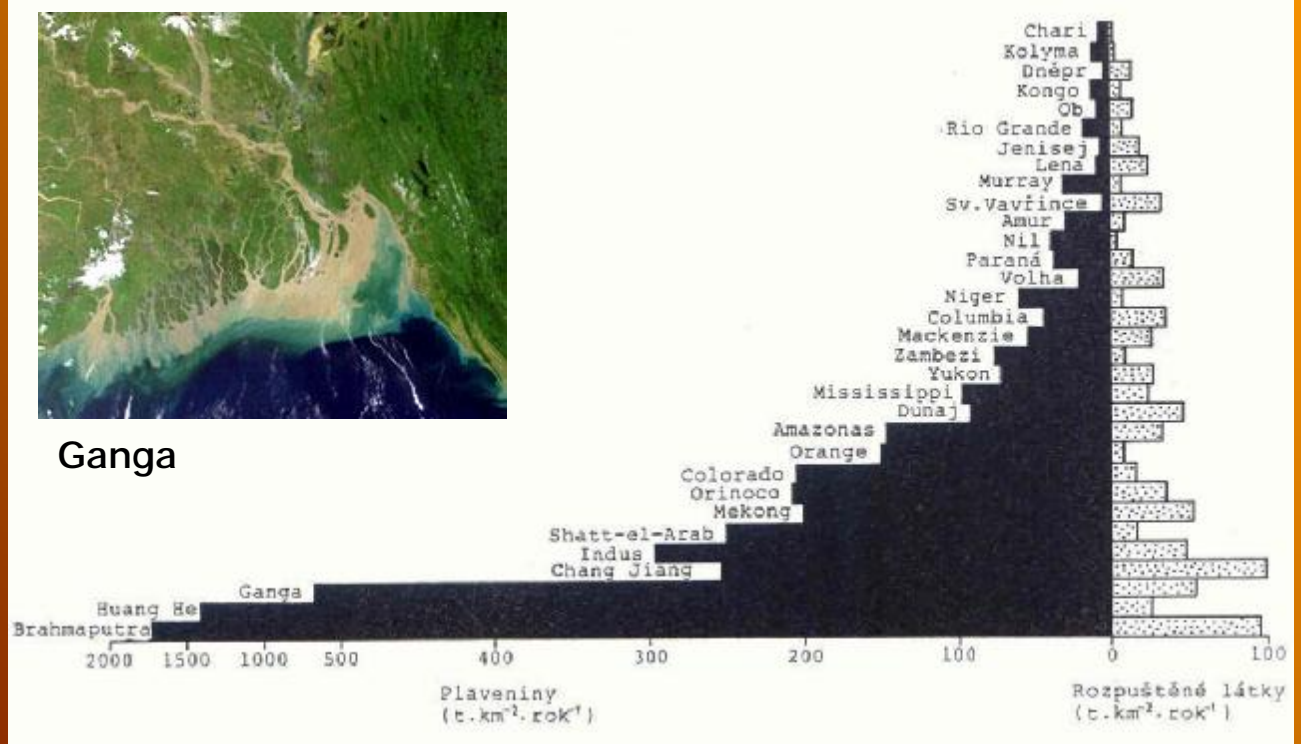 Chari
Kolyma
Dněpr
Kongo
Ob
Rio Grande
Jenisej
Lena
Murray
Sv.Vavřince
Amur
Nil
Paraná
Volha
Niger
Columbia
Mackenzie
Zambezi
Yukon
Mississippi
Dunaj
Amazonas
Orange
Colorado
Orinoco
Mekong
Shatt-el-Arab
Indus
Chang Jiang
Ganga
Huang He
Brahmaputra
2000 1500 1000 500 400 300 200 100 0 100
Plaveniny
(t.km⁻².rok⁻¹)
Rozpuštěné látky
(t.km⁻².rok⁻¹)
Ganga